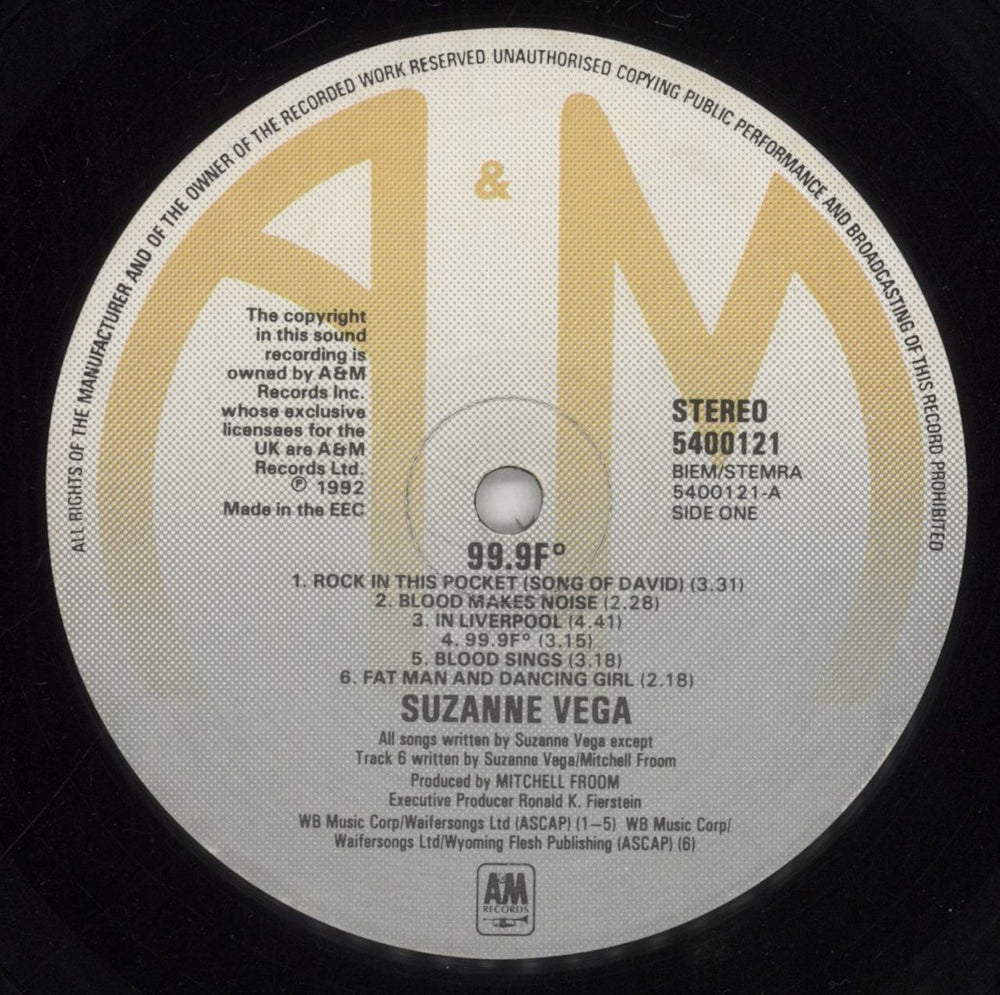 ALL RIGHTS OF THE MANUFACTURER AND OF THE OWNER OF THE RECORDED WORK RESERVED UNAUTHORISED COPYING PUBLIC PERFORMANCE AND BROADCASTING OF THIS RECORD PROHIBITED
A & M
The copyright
in this sound
recording is
owned by A&M
Records Inc.
whose exclusive
licensees for the
UK are A&M
Records Ltd.
℗ 1992
Made in the EEC
STEREO
5400121
BIEM/STEMRA
5400121-A
SIDE ONE
99.9F°
1. ROCK IN THIS POCKET (SONG OF DAVID) (3.31)
2. BLOOD MAKES NOISE (2.28)
3. IN LIVERPOOL (4.41)
4. 99.9F° (3.15)
5. BLOOD SINGS (3.18)
6. FAT MAN AND DANCING GIRL (2.18)
SUZANNE VEGA
All songs written by Suzanne Vega except
Track 6 written by Suzanne Vega/Mitchell Froom
Produced by MITCHELL FROOM
Executive Producer Ronald K. Fierstein
WB Music Corp/Waifersongs Ltd (ASCAP) (1–5) WB Music Corp/
Waifersongs Ltd/Wyoming Flesh Publishing (ASCAP) (6)
AM
RECORDS